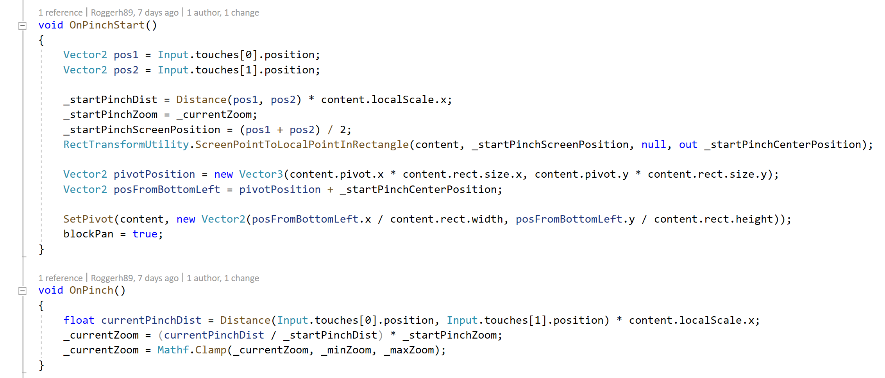 1 reference | Roggerh89, 7 days ago | 1 author, 1 change
void OnPinchStart()
{
Vector2 pos1 = Input.touches[0].position;
Vector2 pos2 = Input.touches[1].position;
_startPinchDist = Distance(pos1, pos2) * content.localScale.x;
_startPinchZoom = _currentZoom;
_startPinchScreenPosition = (pos1 + pos2) / 2;
RectTransformUtility.ScreenPointToLocalPointInRectangle(content, _startPinchScreenPosition, null, out _startPinchCenterPosition);
Vector2 pivotPosition = new Vector3(content.pivot.x * content.rect.size.x, content.pivot.y * content.rect.size.y);
Vector2 posFromBottomLeft = pivotPosition + _startPinchCenterPosition;
SetPivot(content, new Vector2(posFromBottomLeft.x / content.rect.width, posFromBottomLeft.y / content.rect.height));
blockPan = true;
}
1 reference | Roggerh89, 7 days ago | 1 author, 1 change
void OnPinch()
{
float currentPinchDist = Distance(Input.touches[0].position, Input.touches[1].position) * content.localScale.x;
_currentZoom = (currentPinchDist / _startPinchDist) * _startPinchZoom;
_currentZoom = Mathf.Clamp(_currentZoom, _minZoom, _maxZoom);
}